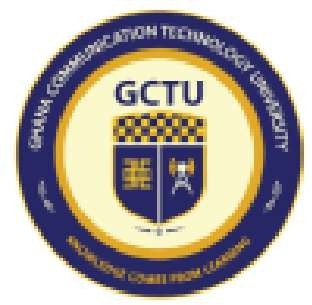 GHANA COMMUNICATION TECHNOLOGY UNIVERSITY
GCTU
KNOWLEDGE COMES FROM LEARNING